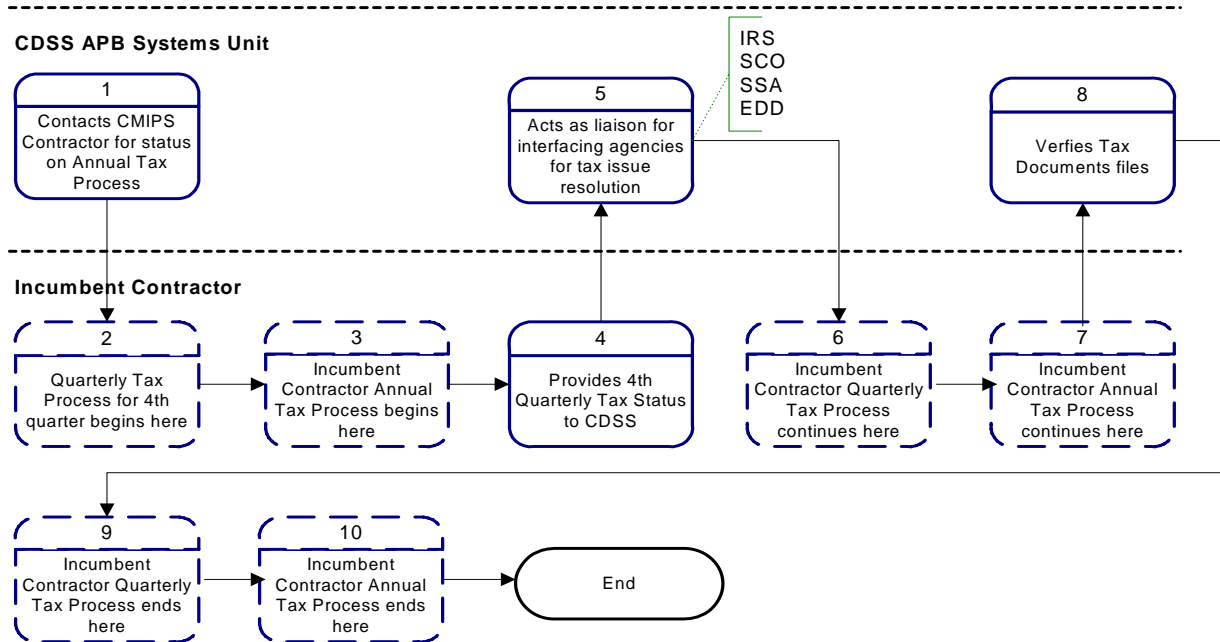 CDSS APB Systems Unit
IRS
SCO
SSA
EDD
1
Contacts CMIPS
Contractor for status
on Annual Tax
Process
5
Acts as liaison for
interfacing agencies
for tax issue
resolution
8
Verfies Tax
Documents files
Incumbent Contractor
2
Quarterly Tax
Process for 4th
quarter begins here
3
Incumbent
Contractor Annual
Tax Process begins
here
4
Provides 4th
Quarterly Tax Status
to CDSS
6
Incumbent
Contractor Quarterly
Tax Process
continues here
7
Incumbent
Contractor Annual
Tax Process
continues here
9
Incumbent
Contractor Quarterly
Tax Process ends
here
10
Incumbent
Contractor Annual
Tax Process ends
here
End